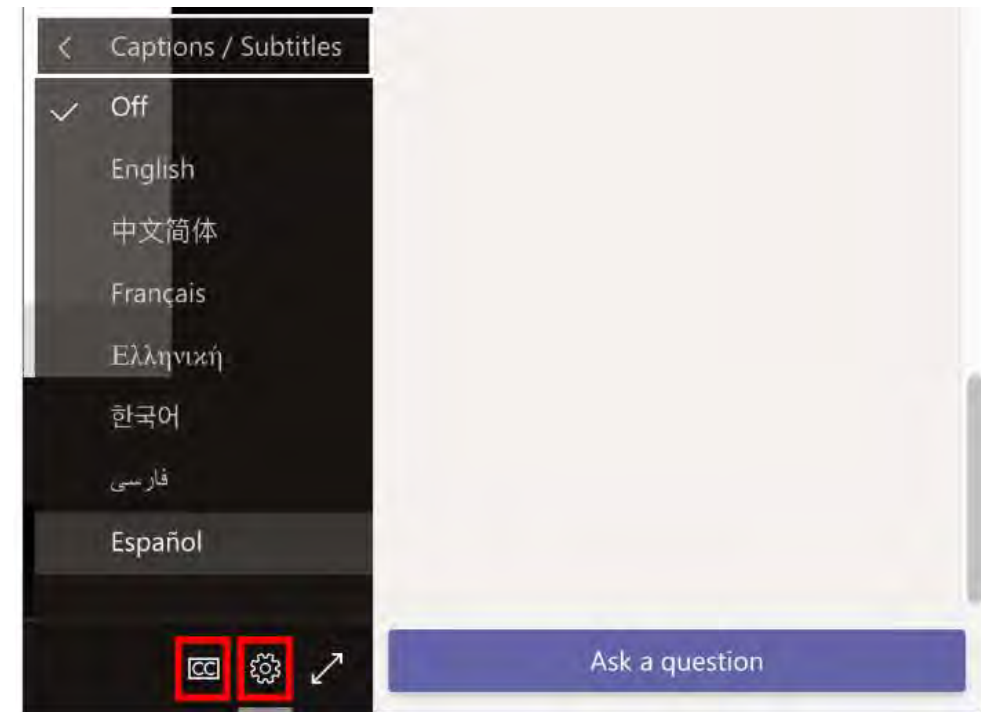 Captions / Subtitles
Off
English
中文简体
Français
Ελληνική
한국어
فارسی
Español
CC
Ask a question